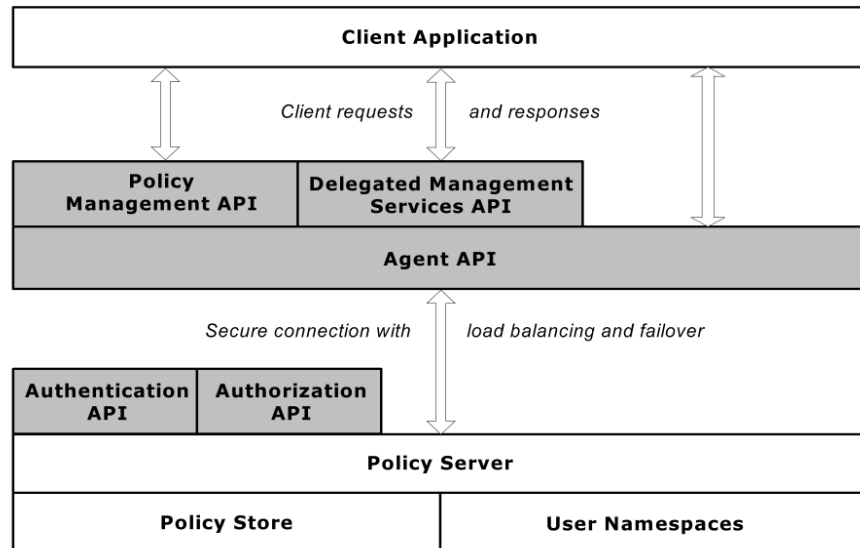 Client Application
Client requests and responses
Policy
Management API
Delegated Management
Services API
Agent API
Secure connection with load balancing and failover
Authentication
API
Authorization
API
Policy Server
Policy Store
User Namespaces